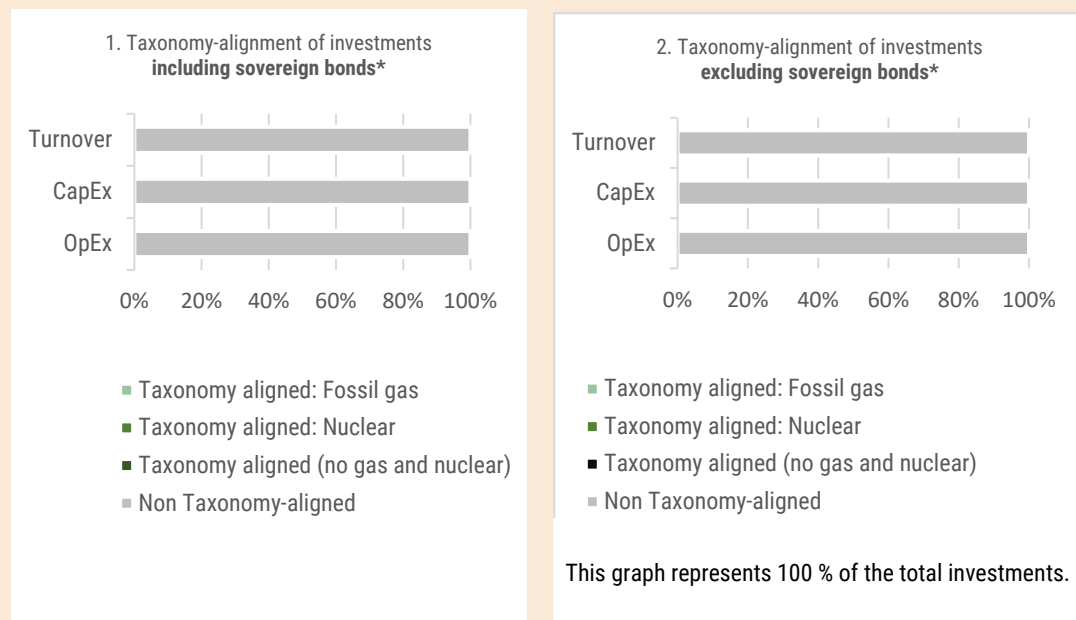 1. Taxonomy-alignment of investments
including sovereign bonds*
Turnover
CapEx
OpEx
0% 20% 40% 60% 80% 100%
Taxonomy aligned: Fossil gas
Taxonomy aligned: Nuclear
Taxonomy aligned (no gas and nuclear)
Non Taxonomy-aligned
2. Taxonomy-alignment of investments
excluding sovereign bonds*
Turnover
CapEx
OpEx
0% 20% 40% 60% 80% 100%
Taxonomy aligned: Fossil gas
Taxonomy aligned: Nuclear
Taxonomy aligned (no gas and nuclear)
Non Taxonomy-aligned
This graph represents 100 % of the total investments.